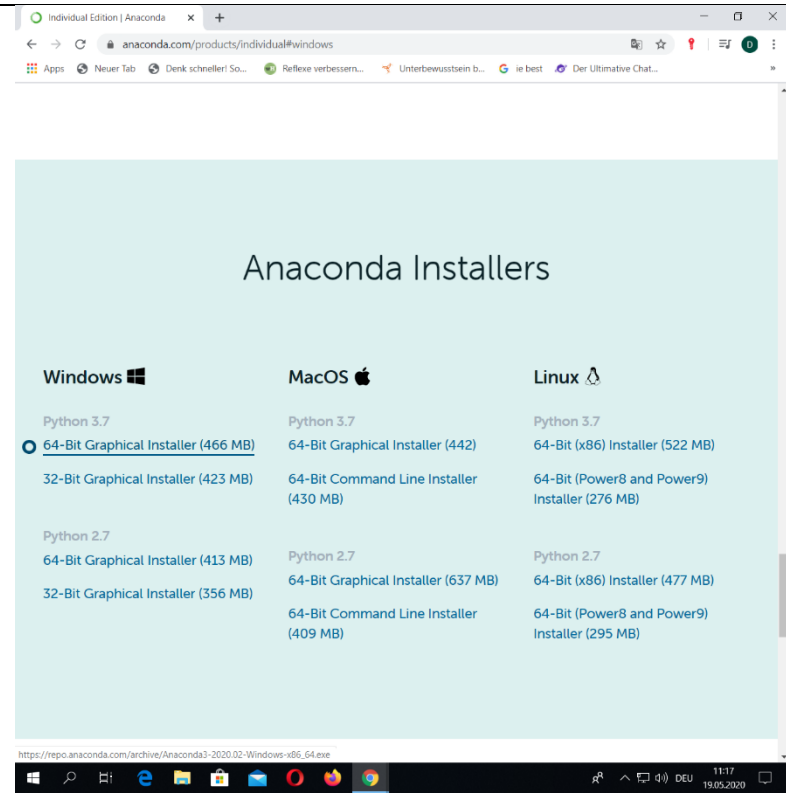 Individual Edition | Anaconda
anaconda.com/products/individual#windows
D
Apps Neuer Tab Denk schneller! So... Reflexe verbessern... Unterbewusstsein b... G ie best Der Ultimative Chat... »
Anaconda Installers
Windows
Python 3.7
64-Bit Graphical Installer (466 MB)
32-Bit Graphical Installer (423 MB)
Python 2.7
64-Bit Graphical Installer (413 MB)
32-Bit Graphical Installer (356 MB)
MacOS
Python 3.7
64-Bit Graphical Installer (442)
64-Bit Command Line Installer
(430 MB)
Python 2.7
64-Bit Graphical Installer (637 MB)
64-Bit Command Line Installer
(409 MB)
Linux
Python 3.7
64-Bit (x86) Installer (522 MB)
64-Bit (Power8 and Power9)
Installer (276 MB)
Python 2.7
64-Bit (x86) Installer (477 MB)
64-Bit (Power8 and Power9)
Installer (295 MB)
https://repo.anaconda.com/archive/Anaconda3-2020.02-Windows-x86_64.exe
DEU
11:17
19.05.2020